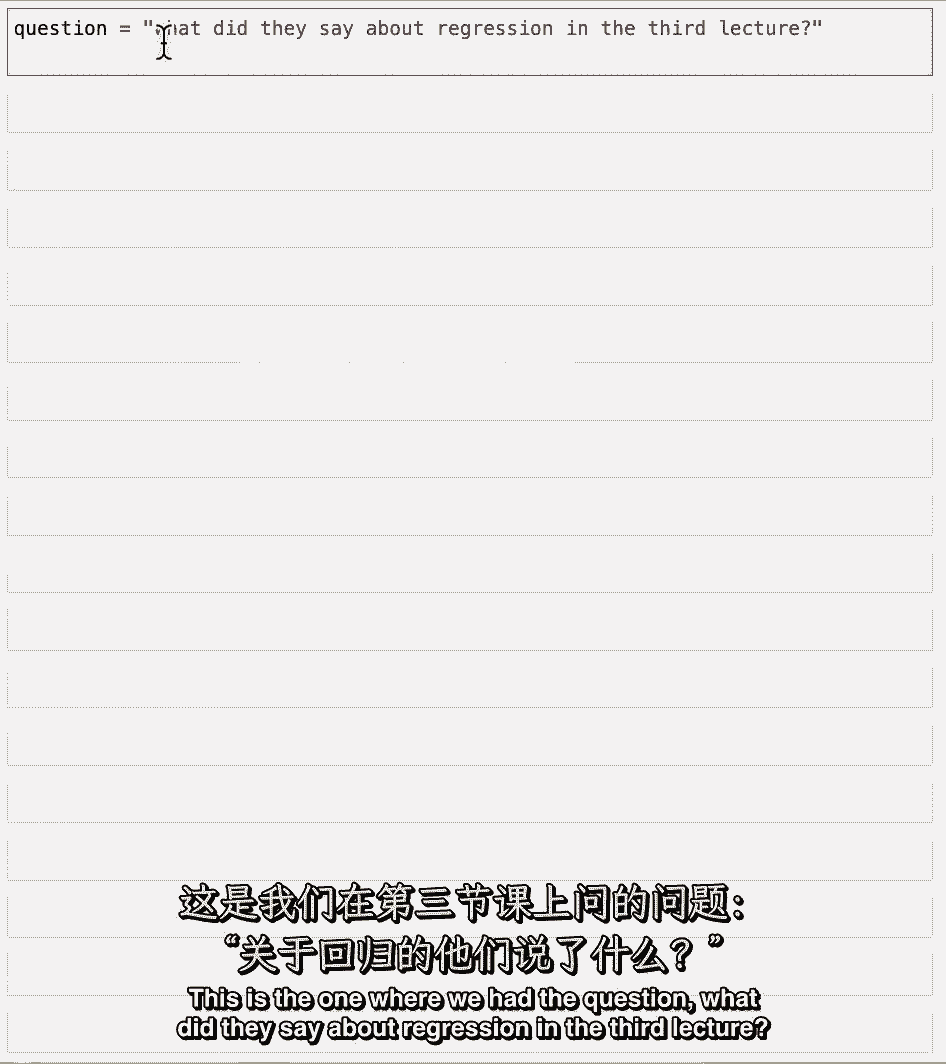 question = "what did they say about regression in the third lecture?"
这是我们在第三节课上问的问题：
“关于回归的他们说了什么？”
This is the one where we had the question, what
did they say about regression in the third lecture?